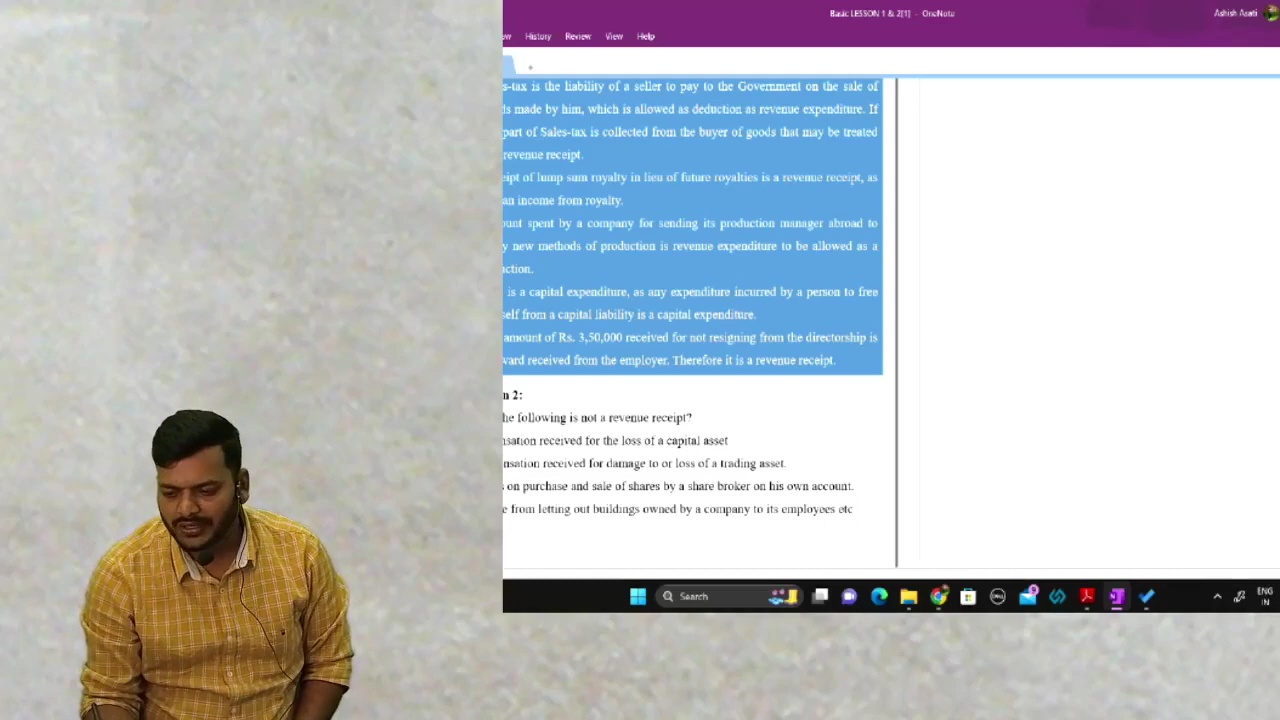 Basic LESSON 1 & 2[1] - OneNote
Ashish Asati
ew History Review View Help
s-tax is the liability of a seller to pay to the Government on the sale of
ds made by him, which is allowed as deduction as revenue expenditure. If
part of Sales-tax is collected from the buyer of goods that may be treated
revenue receipt.
eipt of lump sum royalty in lieu of future royalties is a revenue receipt, as
an income from royalty.
ount spent by a company for sending its production manager abroad to
y new methods of production is revenue expenditure to be allowed as a
uction.
is a capital expenditure, as any expenditure incurred by a person to free
self from a capital liability is a capital expenditure.
amount of Rs. 3,50,000 received for not resigning from the directorship is
ward received from the employer. Therefore it is a revenue receipt.
n 2:
he following is not a revenue receipt?
nsation received for the loss of a capital asset
nsation received for damage to or loss of a trading asset.
s on purchase and sale of shares by a share broker on his own account.
e from letting out buildings owned by a company to its employees etc
Search
ENG
IN